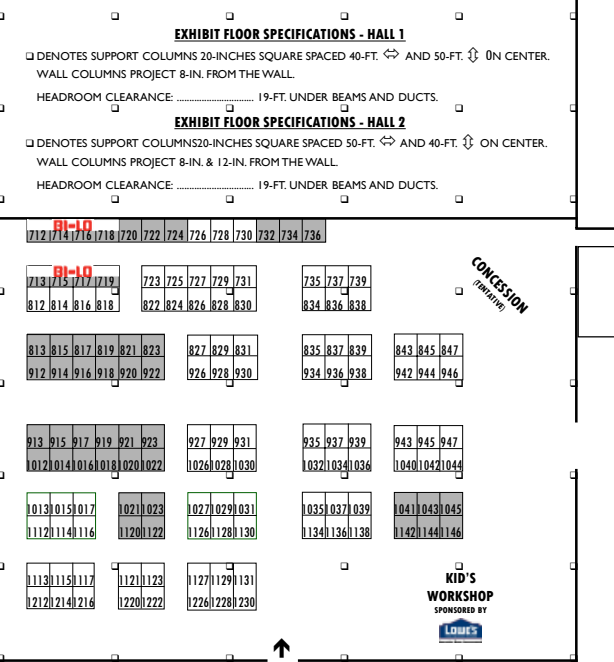 EXHIBIT FLOOR SPECIFICATIONS - HALL 1
DENOTES SUPPORT COLUMNS 20-INCHES SQUARE SPACED 40-FT. AND 50-FT. 0N CENTER.
WALL COLUMNS PROJECT 8-IN. FROM THE WALL.
HEADROOM CLEARANCE: ............................... 19-FT. UNDER BEAMS AND DUCTS.
EXHIBIT FLOOR SPECIFICATIONS - HALL 2
DENOTES SUPPORT COLUMNS20-INCHES SQUARE SPACED 50-FT. AND 40-FT. ON CENTER.
WALL COLUMNS PROJECT 8-IN. & 12-IN. FROM THE WALL.
HEADROOM CLEARANCE: ............................... 19-FT. UNDER BEAMS AND DUCTS.
BI-LO
712 714 716 718 720 722 724 726 728 730 732 734 736
BI-LO
713 715 717 719 723 725 727 729 731 735 737 739
812 814 816 818 822 824 826 828 830 834 836 838
CONCESSION
(TENTATIVE)
813 815 817 819 821 823 827 829 831 835 837 839 843 845 847
912 914 916 918 920 922 926 928 930 934 936 938 942 944 946
913 915 917 919 921 923 927 929 931 935 937 939 943 945 947
1012 1014 1016 1018 1020 1022 1026 1028 1030 1032 1034 1036 1040 1042 1044
1013 1015 1017 1021 1023 1027 1029 1031 1035 1037 1039 1041 1043 1045
1112 1114 1116 1120 1122 1126 1128 1130 1134 1136 1138 1142 1144 1146
1113 1115 1117 1121 1123 1127 1129 1131
1212 1214 1216 1220 1222 1226 1228 1230
KID'S
WORKSHOP
SPONSORED BY
LOWE'S